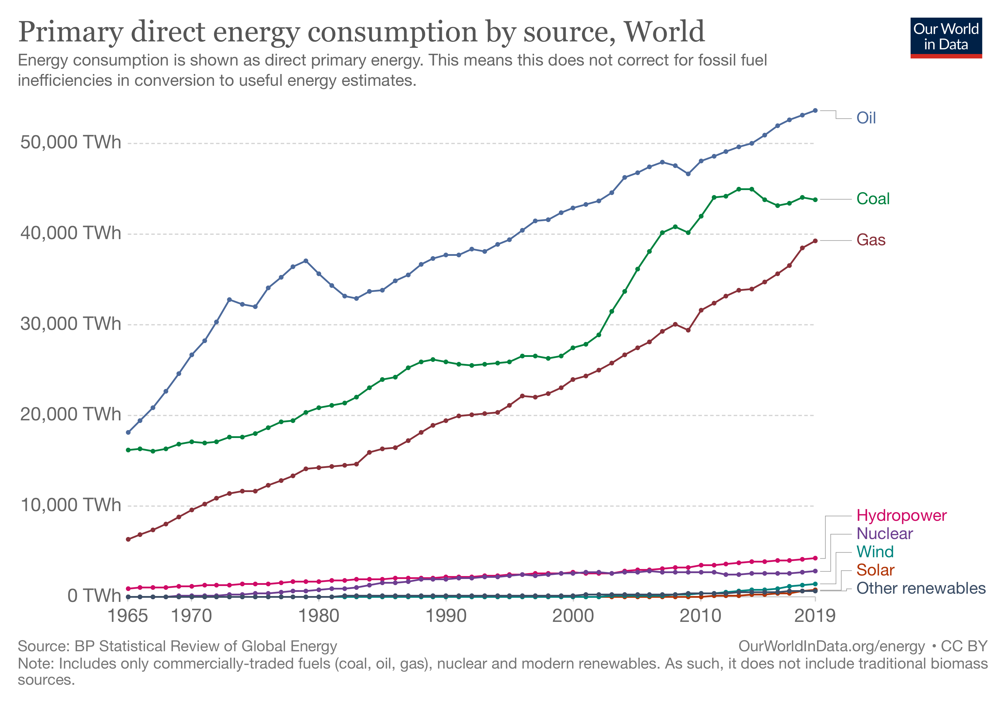 Primary direct energy consumption by source, World
Our World
in Data
Energy consumption is shown as direct primary energy. This means this does not correct for fossil fuel
inefficiencies in conversion to useful energy estimates.
Oil
50,000 TWh
Coal
40,000 TWh
Gas
30,000 TWh
20,000 TWh
10,000 TWh
Hydropower
Nuclear
Wind
Solar
Other renewables
0 TWh
1965 1970 1980 1990 2000 2010 2019
Source: BP Statistical Review of Global Energy
OurWorldInData.org/energy • CC BY
Note: Includes only commercially-traded fuels (coal, oil, gas), nuclear and modern renewables. As such, it does not include traditional biomass
sources.